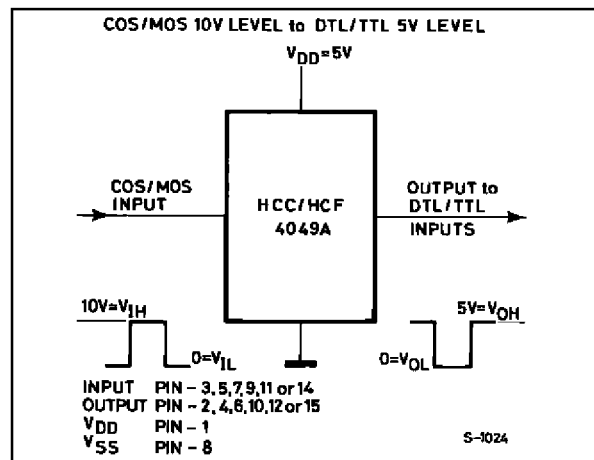 COS/MOS 10V LEVEL to DTL/TTL 5V LEVEL
VDD=5V
COS/MOS
INPUT
HCC/HCF
4049A
OUTPUT to
DTL/TTL
INPUTS
10V=VIH
0=VIL
5V=VOH
0=VOL
INPUT PIN - 3,5,7,9,11 or 14
OUTPUT PIN - 2,4,6,10,12 or 15
VDD PIN - 1
VSS PIN - 8
S-1024